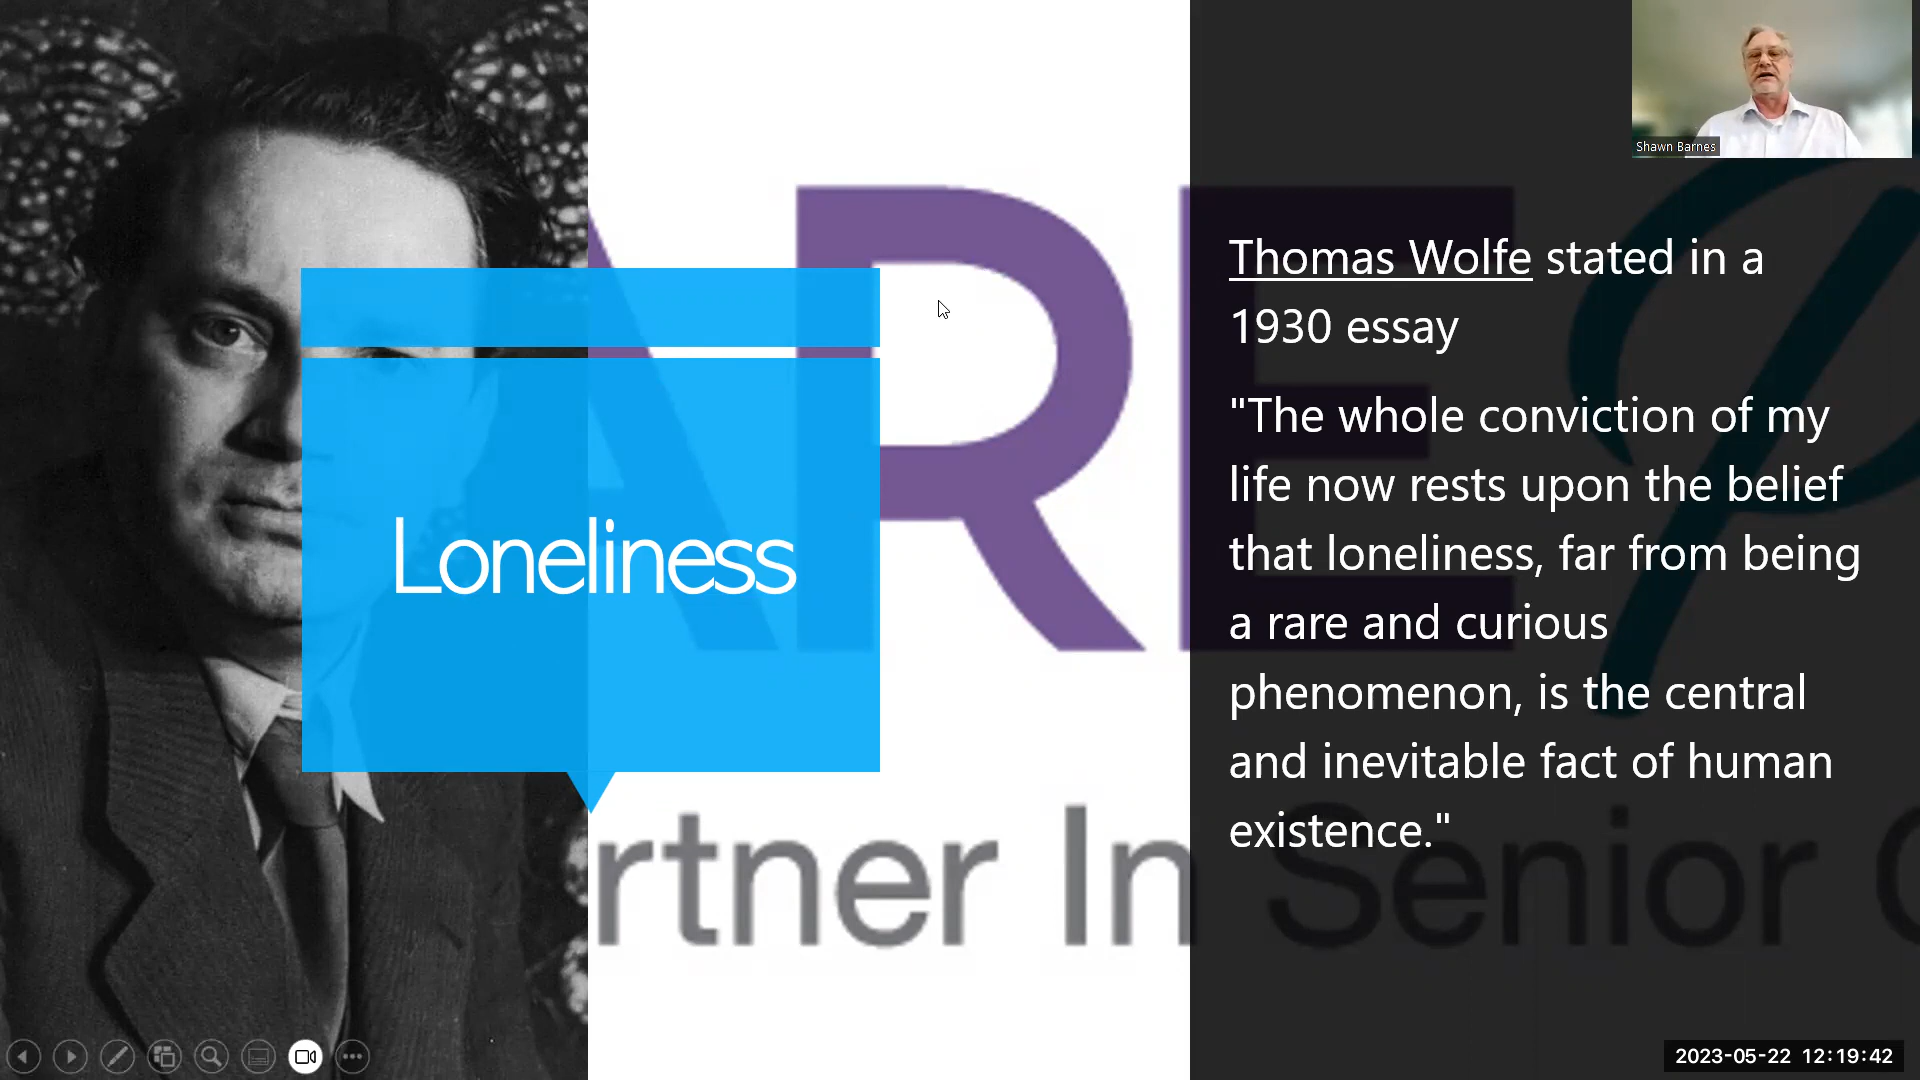 Shawn Barnes
ARE
Thomas Wolfe stated in a
1930 essay
"The whole conviction of my
life now rests upon the belief
that loneliness, far from being
a rare and curious
phenomenon, is the central
and inevitable fact of human
existence."
Loneliness
rtner In Senior C
2023-05-22 12:19:42